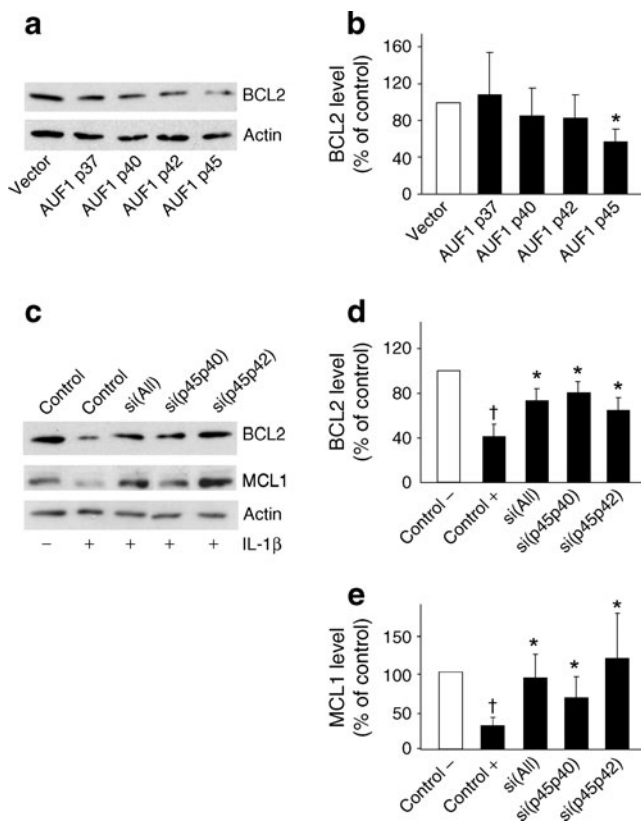 a
BCL2
Actin
Vector
AUF1 p37
AUF1 p40
AUF1 p42
AUF1 p45
b
BCL2 level
(% of control)
160
120
80
40
0
*
Vector
AUF1 p37
AUF1 p40
AUF1 p42
AUF1 p45
c
Control
Control
si(All)
si(p45p40)
si(p45p42)
BCL2
MCL1
Actin
− + + + + IL-1β
d
BCL2 level
(% of control)
120
80
40
0
† * * *
Control −
Control +
si(All)
si(p45p40)
si(p45p42)
e
MCL1 level
(% of control)
150
100
50
0
† * * *
Control −
Control +
si(All)
si(p45p40)
si(p45p42)